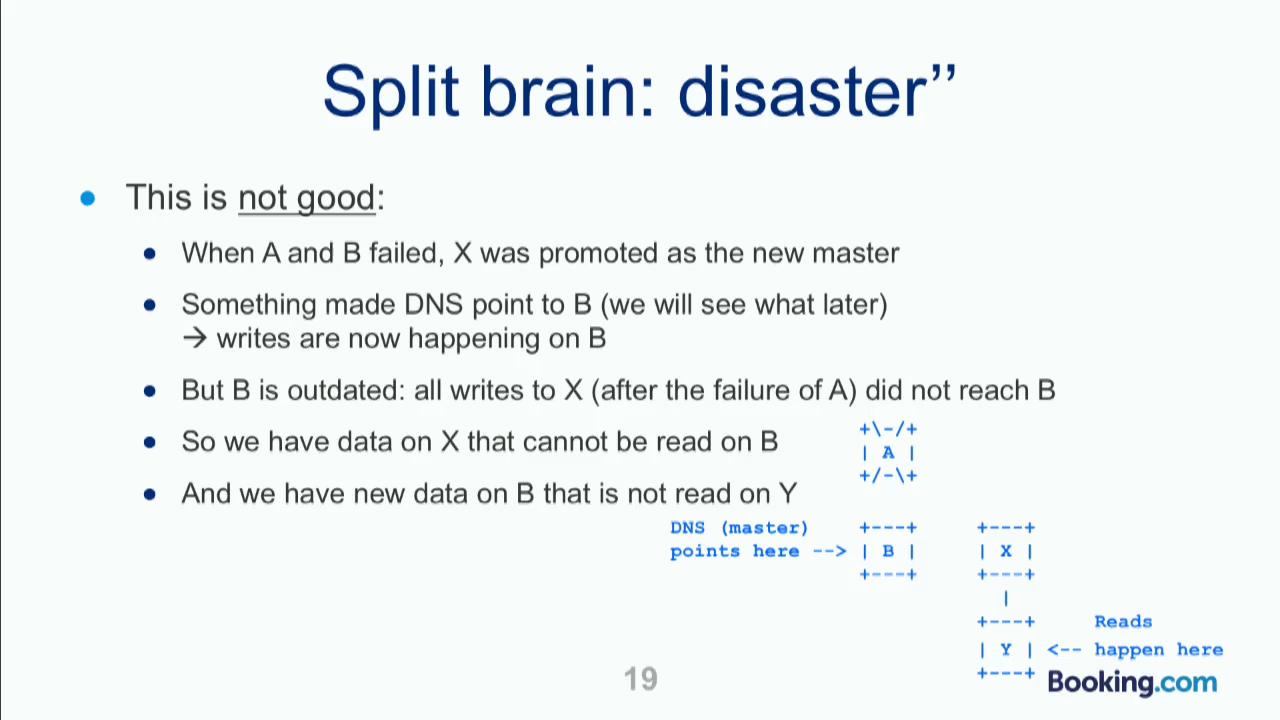 Split brain: disaster’’
• This is not good:
• When A and B failed, X was promoted as the new master
• Something made DNS point to B (we will see what later)
→ writes are now happening on B
• But B is outdated: all writes to X (after the failure of A) did not reach B
• So we have data on X that cannot be read on B
• And we have new data on B that is not read on Y
+\-/+
| A |
+/-\+
DNS (master) +---+ +---+
points here --> | B | | X |
+---+ +---+
|
+---+ Reads
| Y | <-- happen here
+---+
19
Booking.com